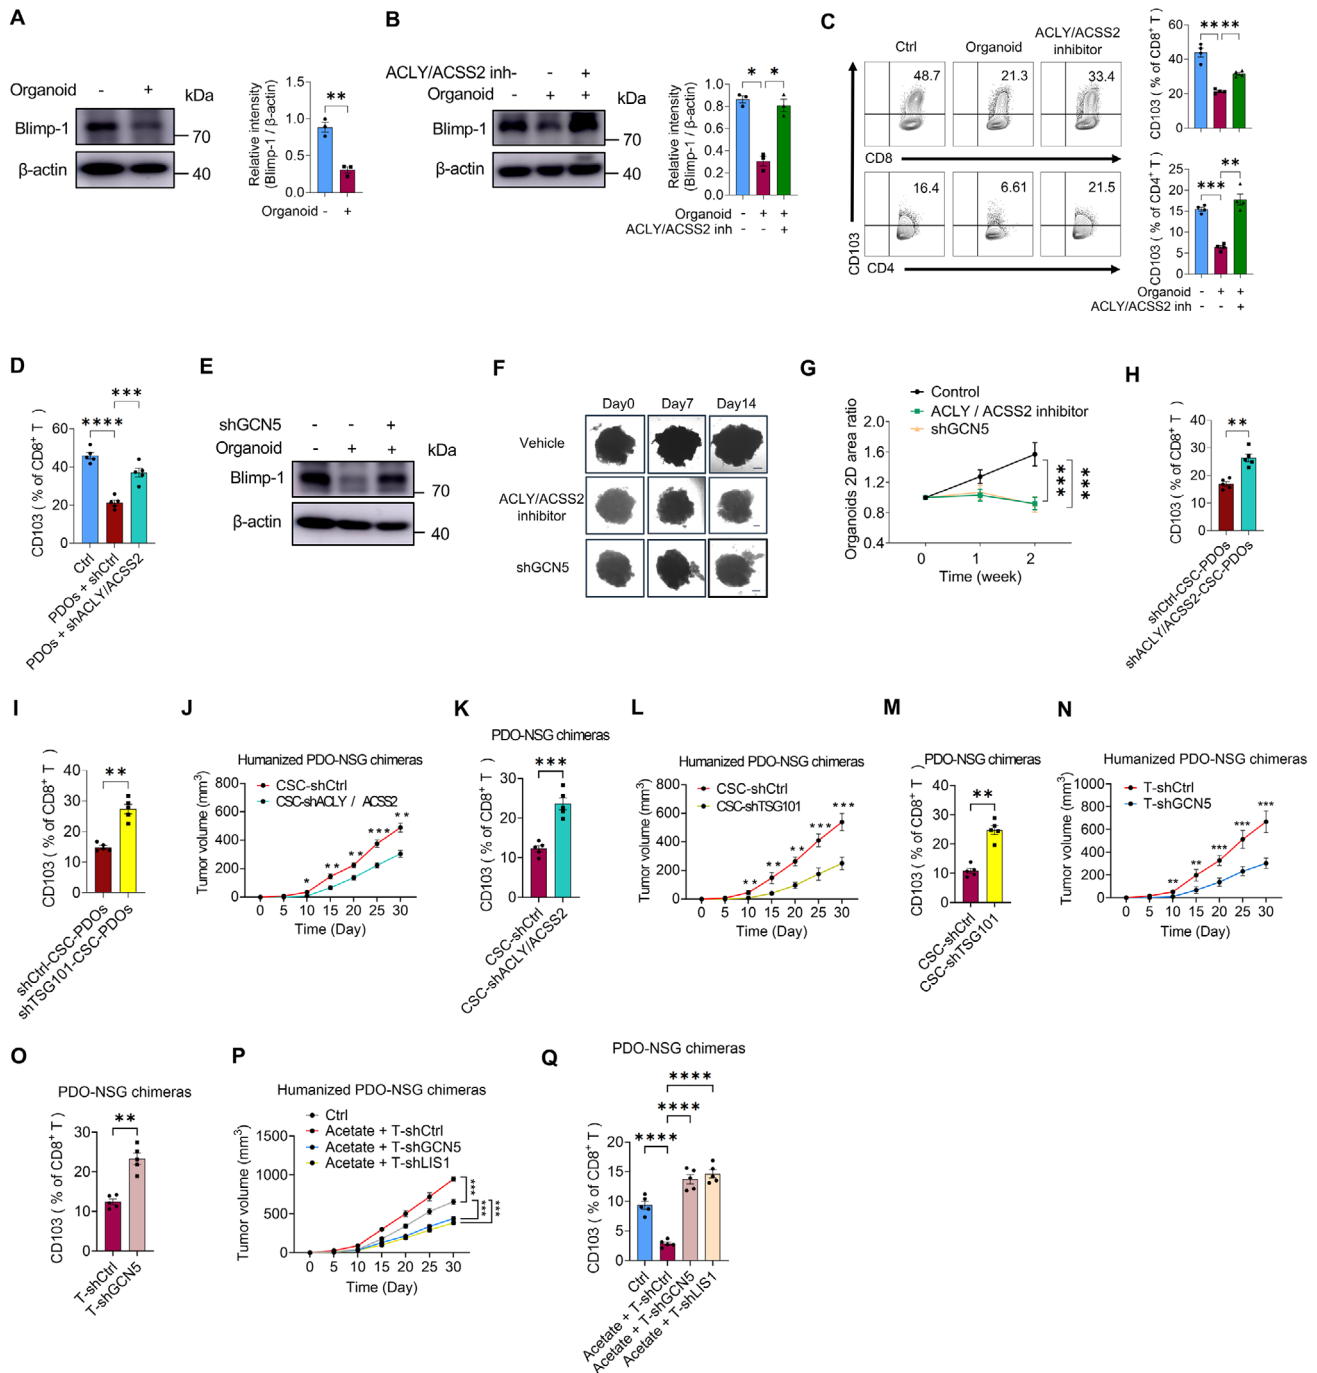 A
Organoid - + kDa
Blimp-1
70
β-actin
40
Relative intensity
(Blimp-1 / β-actin)
1.5
1.0
0.5
0.0
**
Organoid - +
B
ACLY/ACSS2 inh- - +
Organoid - + + kDa
Blimp-1
70
β-actin
40
Relative intensity
(Blimp-1 / β-actin)
1.0
0.8
0.6
0.4
0.2
0.0
* *
Organoid - + +
ACLY/ACSS2 inh - - +
C
Ctrl
Organoid
ACLY/ACSS2
inhibitor
48.7
21.3
33.4
CD8
16.4
6.61
21.5
CD4
CD103
CD103 ( % of CD8+ T )
60
40
20
0
** **
CD103 ( % of CD4+ T )
25
20
15
10
5
0
*** **
Organoid - + +
ACLY/ACSS2 inh - - +
D
CD103 ( % of CD8+ T )
60
40
20
0
**** ***
Ctrl
PDOs + shCtrl
PDOs + shACLY/ACSS2
E
shGCN5 - - +
Organoid - + + kDa
Blimp-1
70
β-actin
40
F
Day0 Day7 Day14
Vehicle
ACLY/ACSS2
inhibitor
shGCN5
G
Control
ACLY / ACSS2 inhibitor
shGCN5
Organoids 2D area ratio
2.0
1.6
1.2
0.8
0.4
0 1 2
Time (week)
*** ***
H
CD103 ( % of CD8+ T )
40
30
20
10
0
**
shCtrl-CSC-PDOs
shACLY/ACSS2-CSC-PDOs
I
CD103 ( % of CD8+ T )
40
30
20
10
0
**
shCtrl-CSC-PDOs
shTSG101-CSC-PDOs
J
Humanized PDO-NSG chimeras
CSC-shCtrl
CSC-shACLY / ACSS2
Tumor volume (mm3)
800
600
400
200
0
* ** ** *** **
0 5 10 15 20 25 30
Time (Day)
K
PDO-NSG chimeras
CD103 ( % of CD8+ T )
30
20
10
0
***
CSC-shCtrl
CSC-shACLY/ACSS2
L
Humanized PDO-NSG chimeras
CSC-shCtrl
CSC-shTSG101
Tumor volume (mm3)
800
600
400
200
0
** ** ** *** ***
0 5 10 15 20 25 30
Time (Day)
M
PDO-NSG chimeras
CD103 ( % of CD8+ T )
40
30
20
10
0
**
CSC-shCtrl
CSC-shTSG101
N
Humanized PDO-NSG chimeras
T-shCtrl
T-shGCN5
Tumor volume (mm3)
1000
800
600
400
200
0
** ** *** *** ***
0 5 10 15 20 25 30
Time (Day)
O
PDO-NSG chimeras
CD103 ( % of CD8+ T )
30
20
10
0
**
T-shCtrl
T-shGCN5
P
Humanized PDO-NSG chimeras
Ctrl
Acetate + T-shCtrl
Acetate + T-shGCN5
Acetate + T-shLIS1
Tumor volume (mm3)
1500
1000
500
0
*** *** ***
0 5 10 15 20 25 30
Time (Day)
Q
PDO-NSG chimeras
CD103 ( % of CD8+ T )
20
15
10
5
0
****
****
****
Ctrl
Acetate + T-shCtrl
Acetate + T-shGCN5
Acetate + T-shLIS1